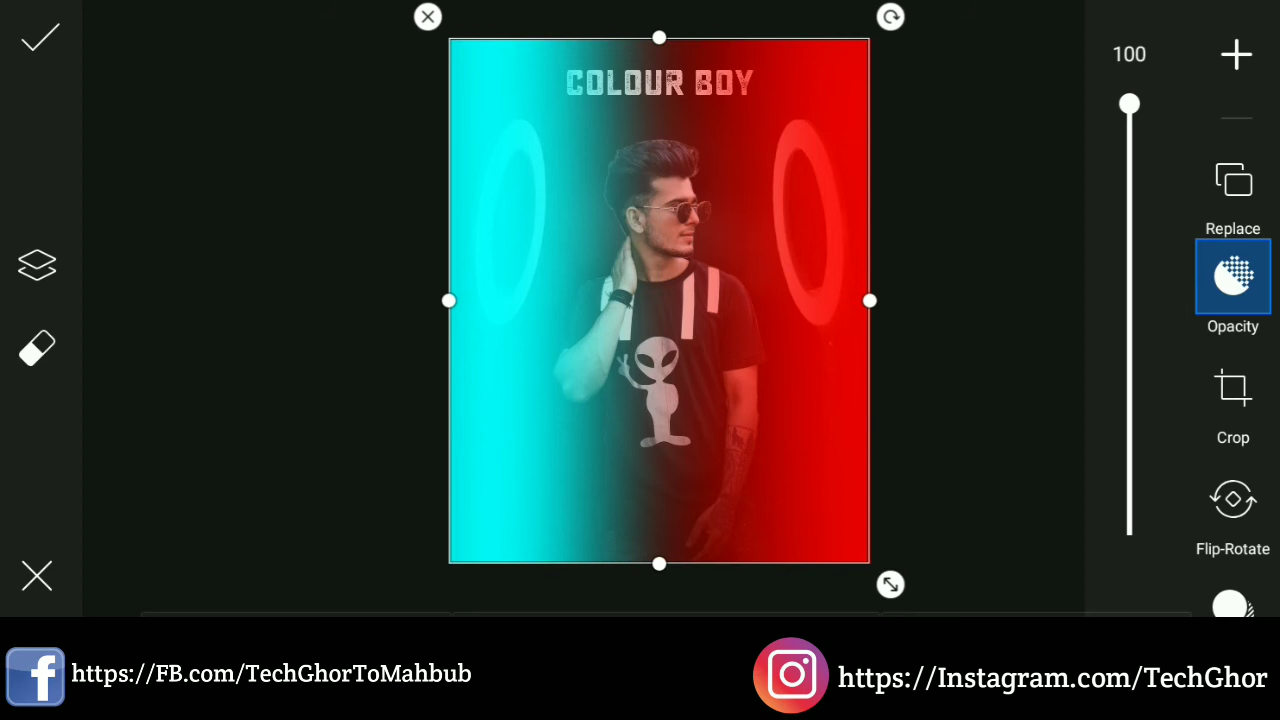 100
COLOUR BOY
Replace
Opacity
Crop
Flip-Rotate
https://FB.com/TechGhorToMahbub
https://Instagram.com/TechGhor